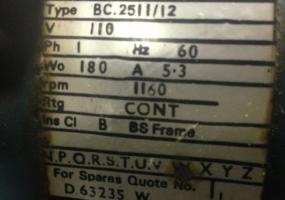 Type BC.2511/12
V 110
Ph 1 Hz 60
Wo 180 A 5·3
rpm 1160
Rtg CONT
Ins Cl B BS Frame
N.P.Q.R.S.T.U.V X Y Z
For Spares Quote No.
D.63235 W